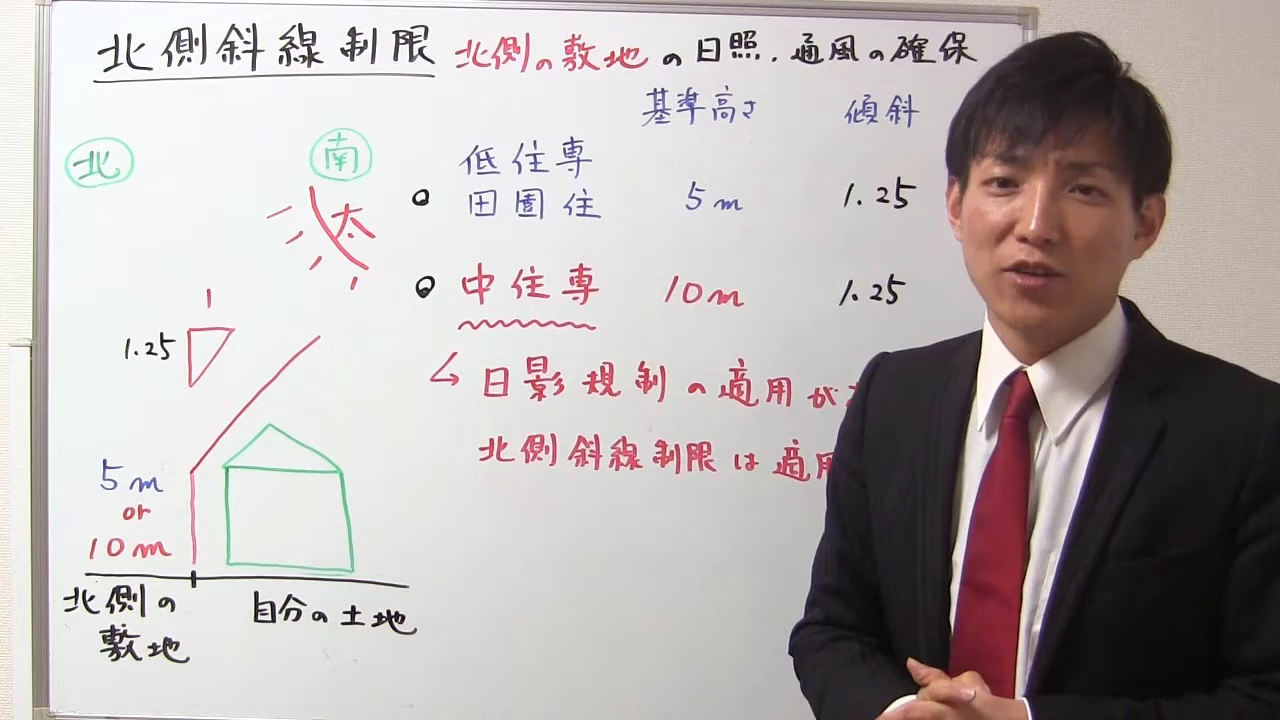 北側斜線制限 北側の敷地の日照.通風の確保
基準高さ 傾斜
北 南
低住専
田園住 5m 1.25
太
中住専 10m 1.25
1
1.25
↳ 日影規制の適用が
北側斜線制限は適用
5m
or
10m
北側の
敷地
自分の土地